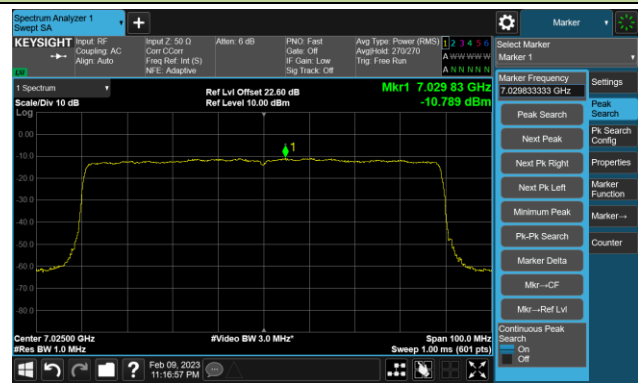 Spectrum Analyzer 1
Swept SA
Marker
KEYSIGHT
Input: RF
Coupling: AC
Align: Auto
Input Z: 50 Ω
Corr CCorr
Freq Ref: Int (S)
NFE: Adaptive
Atten: 6 dB
PNO: Fast
Gate: Off
IF Gain: Low
Sig Track: Off
Avg Type: Power (RMS)
Avg|Hold: 270/270
Trig: Free Run
1 2 3 4 5 6
A W W W W W
A N N N N N
LW
Select Marker
Marker 1
1 Spectrum
Scale/Div 10 dB
Log
Ref Lvl Offset 22.60 dB
Ref Level 10.00 dBm
Mkr1 7.029 83 GHz
-10.789 dBm
1
0.00
-10.0
-20.0
-30.0
-40.0
-50.0
-60.0
-70.0
-80.0
Center 7.02500 GHz
#Res BW 1.0 MHz
#Video BW 3.0 MHz*
Span 100.0 MHz
Sweep 1.00 ms (601 pts)
Marker Frequency
7.029833333 GHz
Peak Search
Next Peak
Next Pk Right
Next Pk Left
Minimum Peak
Pk-Pk Search
Marker Delta
Mkr→CF
Mkr→Ref Lvl
Continuous Peak
Search
On
Off
Settings
Peak
Search
Pk Search
Config
Properties
Marker
Function
Marker→
Counter
?
Feb 09, 2023
11:16:57 PM